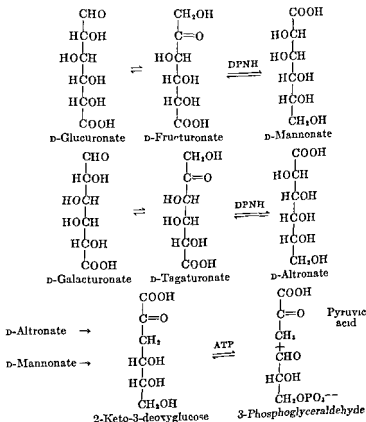 CHO CH₂OH COOH
HCOH C=O HOCH
HOCH HOCH DPNH HOCH
HCOH ⇌ HCOH ⇌ HCOH
HCOH HCOH HCOH
COOH COOH CH₂OH
D-Glucuronate D-Fructuronate D-Mannonate
CHO CH₂OH COOH
HCOH C=O HOCH
HOCH HOCH DPNH HCOH
HOCH ⇌ HOCH ⇌ HCOH
HCOH HCOH HCOH
COOH COOH CH₂OH
D-Galacturonate D-Tagaturonate D-Altronate
COOH COOH
D-Altronate → C=O C=O Pyruvic acid
CH₂ CH₃
ATP +
D-Mannonate → HCOH ⇌ CHO
HCOH HCOH
CH₂OH CH₂OPO₃⁻⁻
2-Keto-3-deoxyglucose 3-Phosphoglyceraldehyde